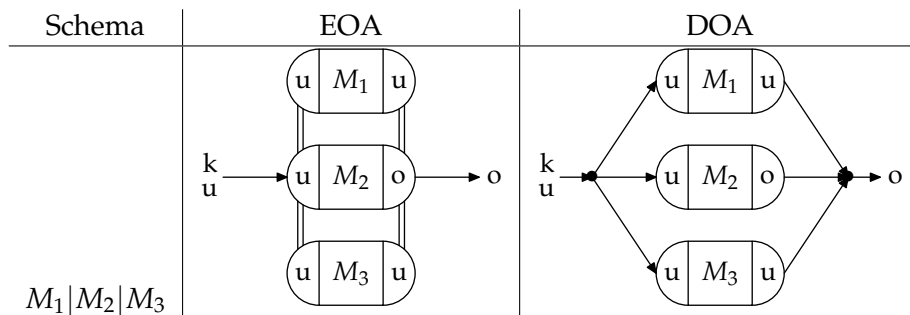 Schema EOA DOA
u M₁ u u M₁ u
k k
u u M₂ o o u u M₂ o o
u M₃ u u M₃ u
M₁|M₂|M₃